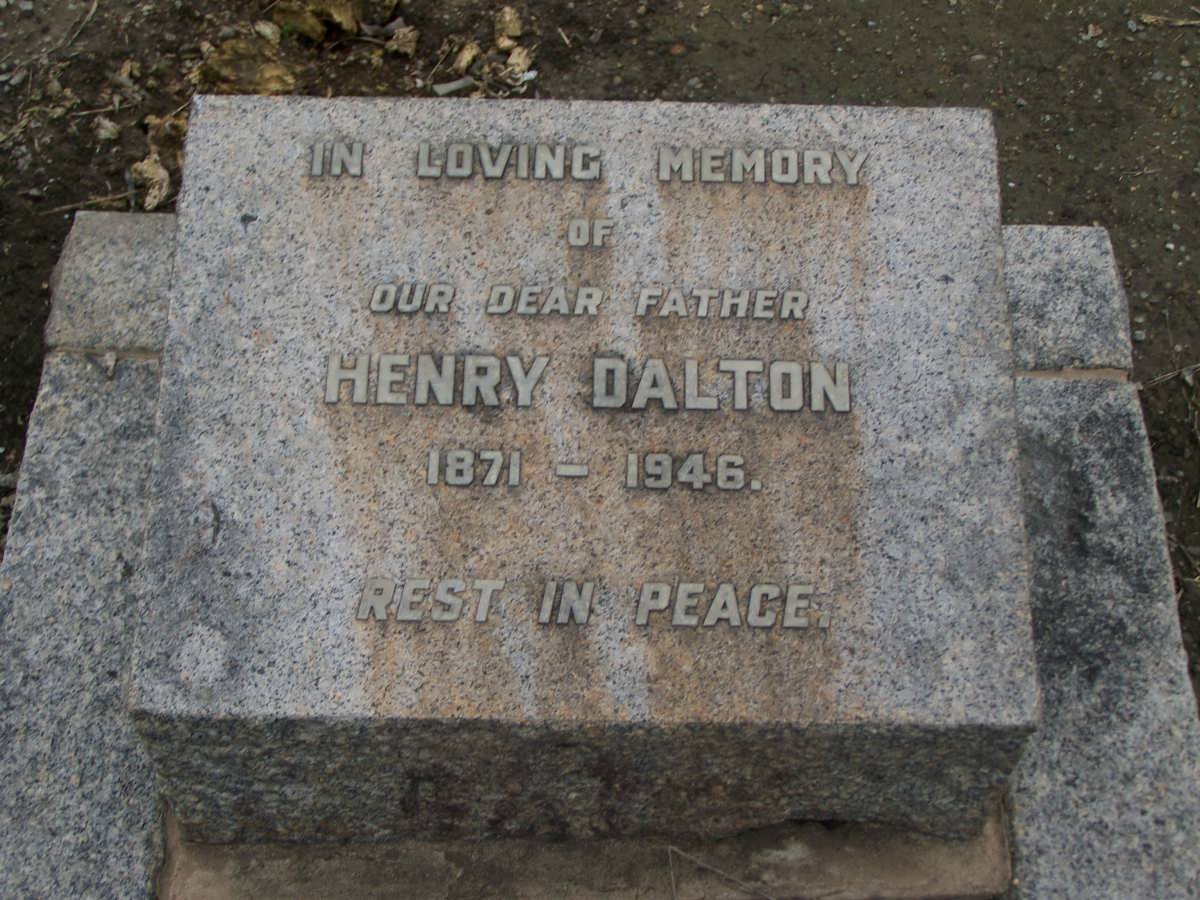 IN LOVING MEMORY
OF
OUR DEAR FATHER
HENRY DALTON
1871 – 1946.
REST IN PEACE.